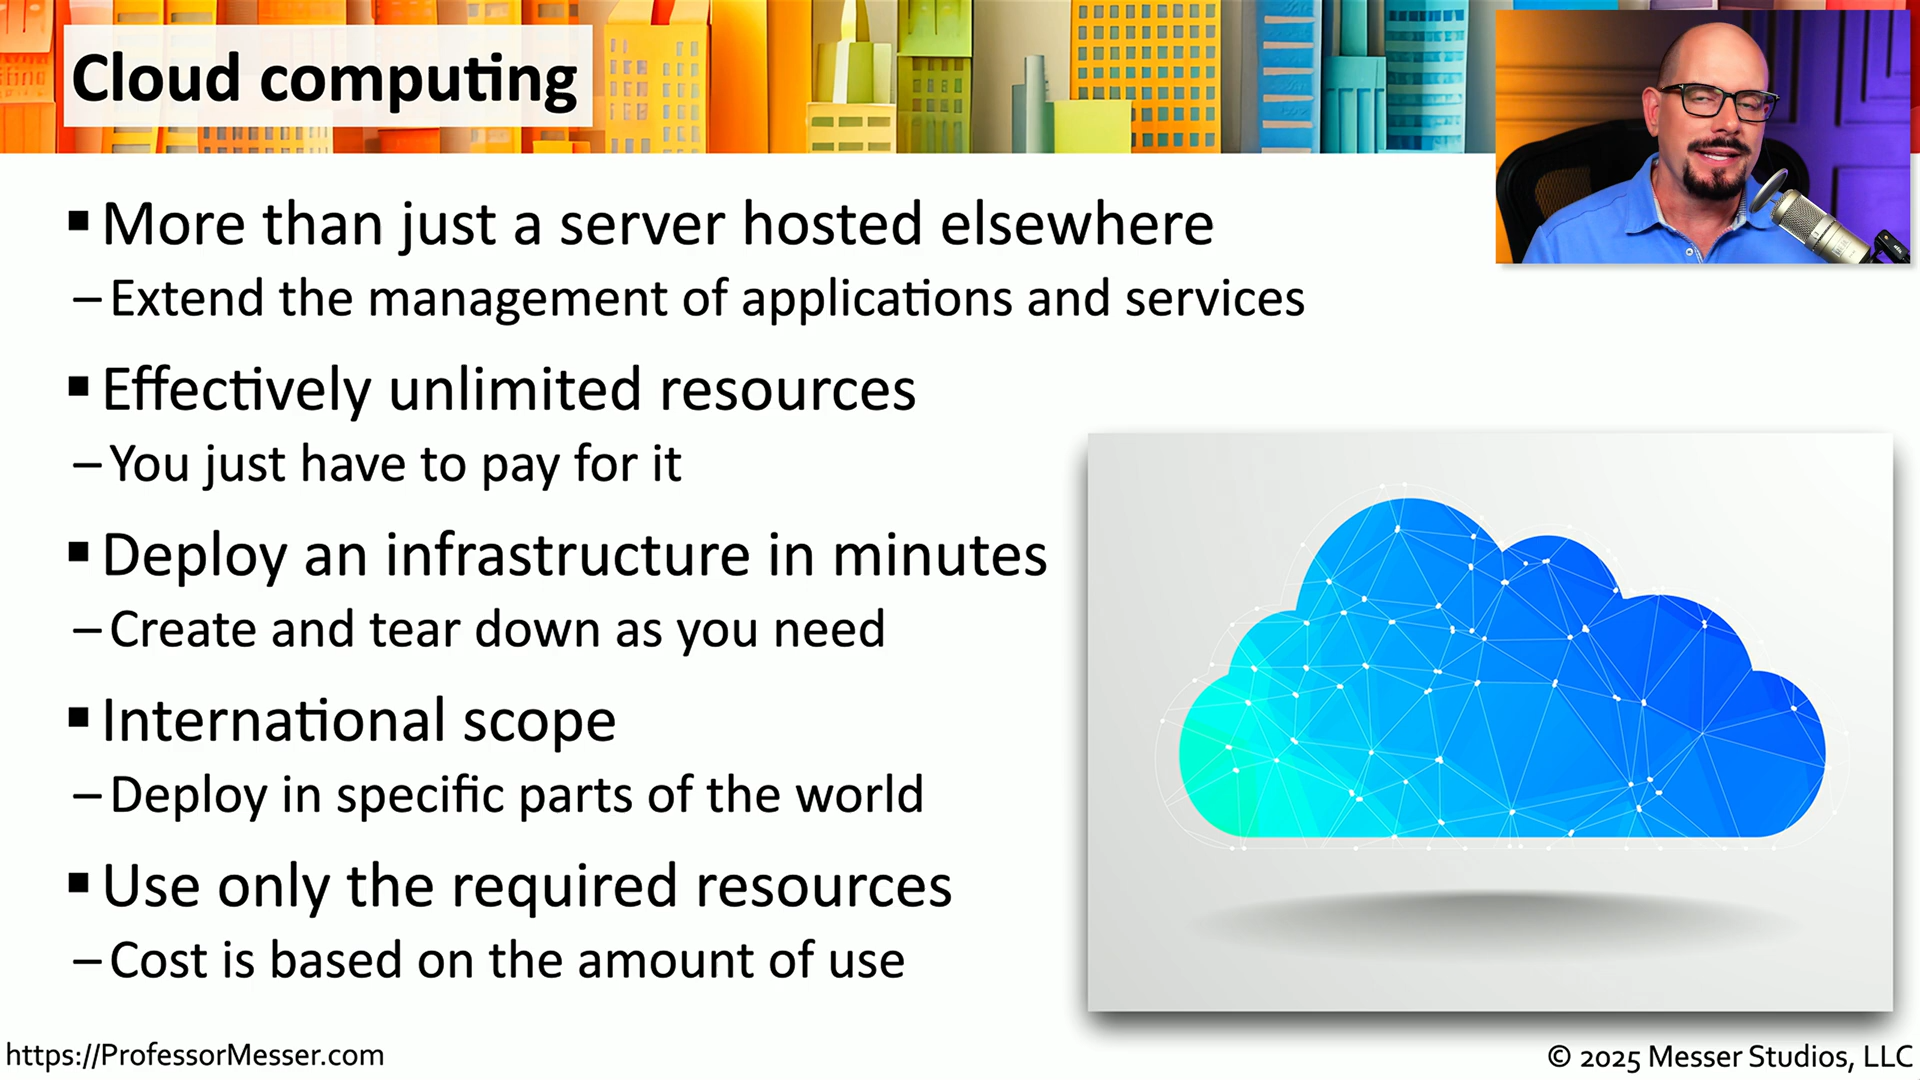 Cloud computing
▪ More than just a server hosted elsewhere
– Extend the management of applications and services
▪ Effectively unlimited resources
– You just have to pay for it
▪ Deploy an infrastructure in minutes
– Create and tear down as you need
▪ International scope
– Deploy in specific parts of the world
▪ Use only the required resources
– Cost is based on the amount of use
https://ProfessorMesser.com
© 2025 Messer Studios, LLC